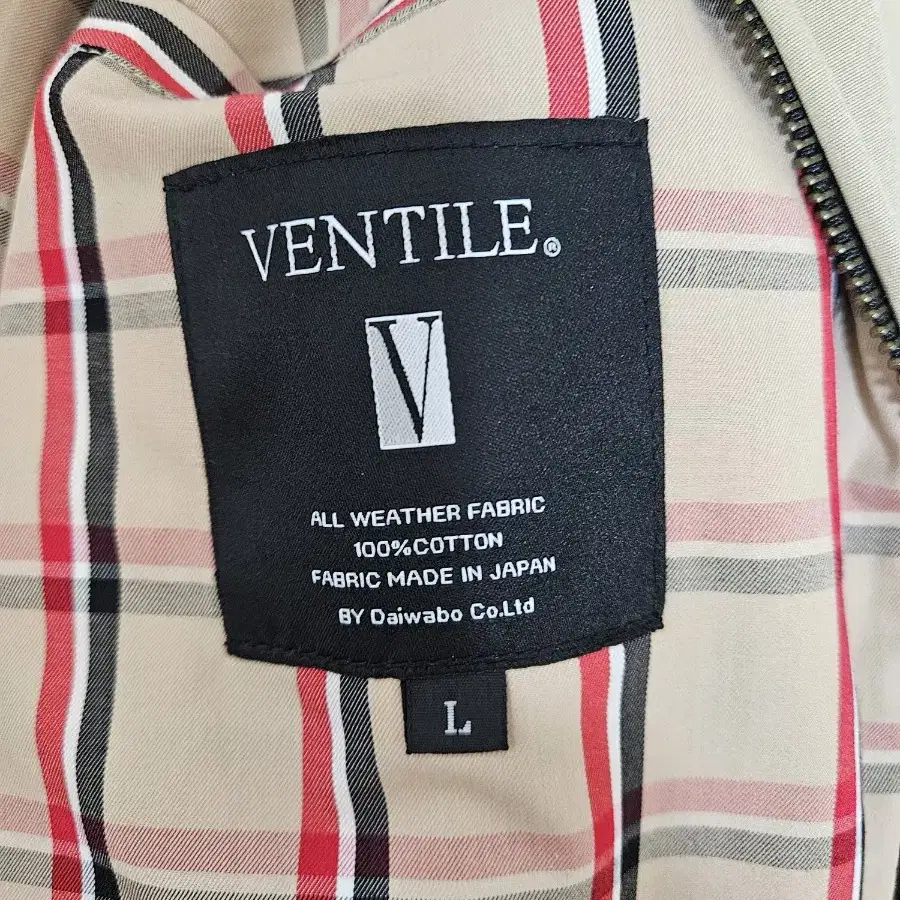 VENTILE®
V
ALL WEATHER FABRIC
100%COTTON
FABRIC MADE IN JAPAN
BY Daiwabo Co.Ltd
L